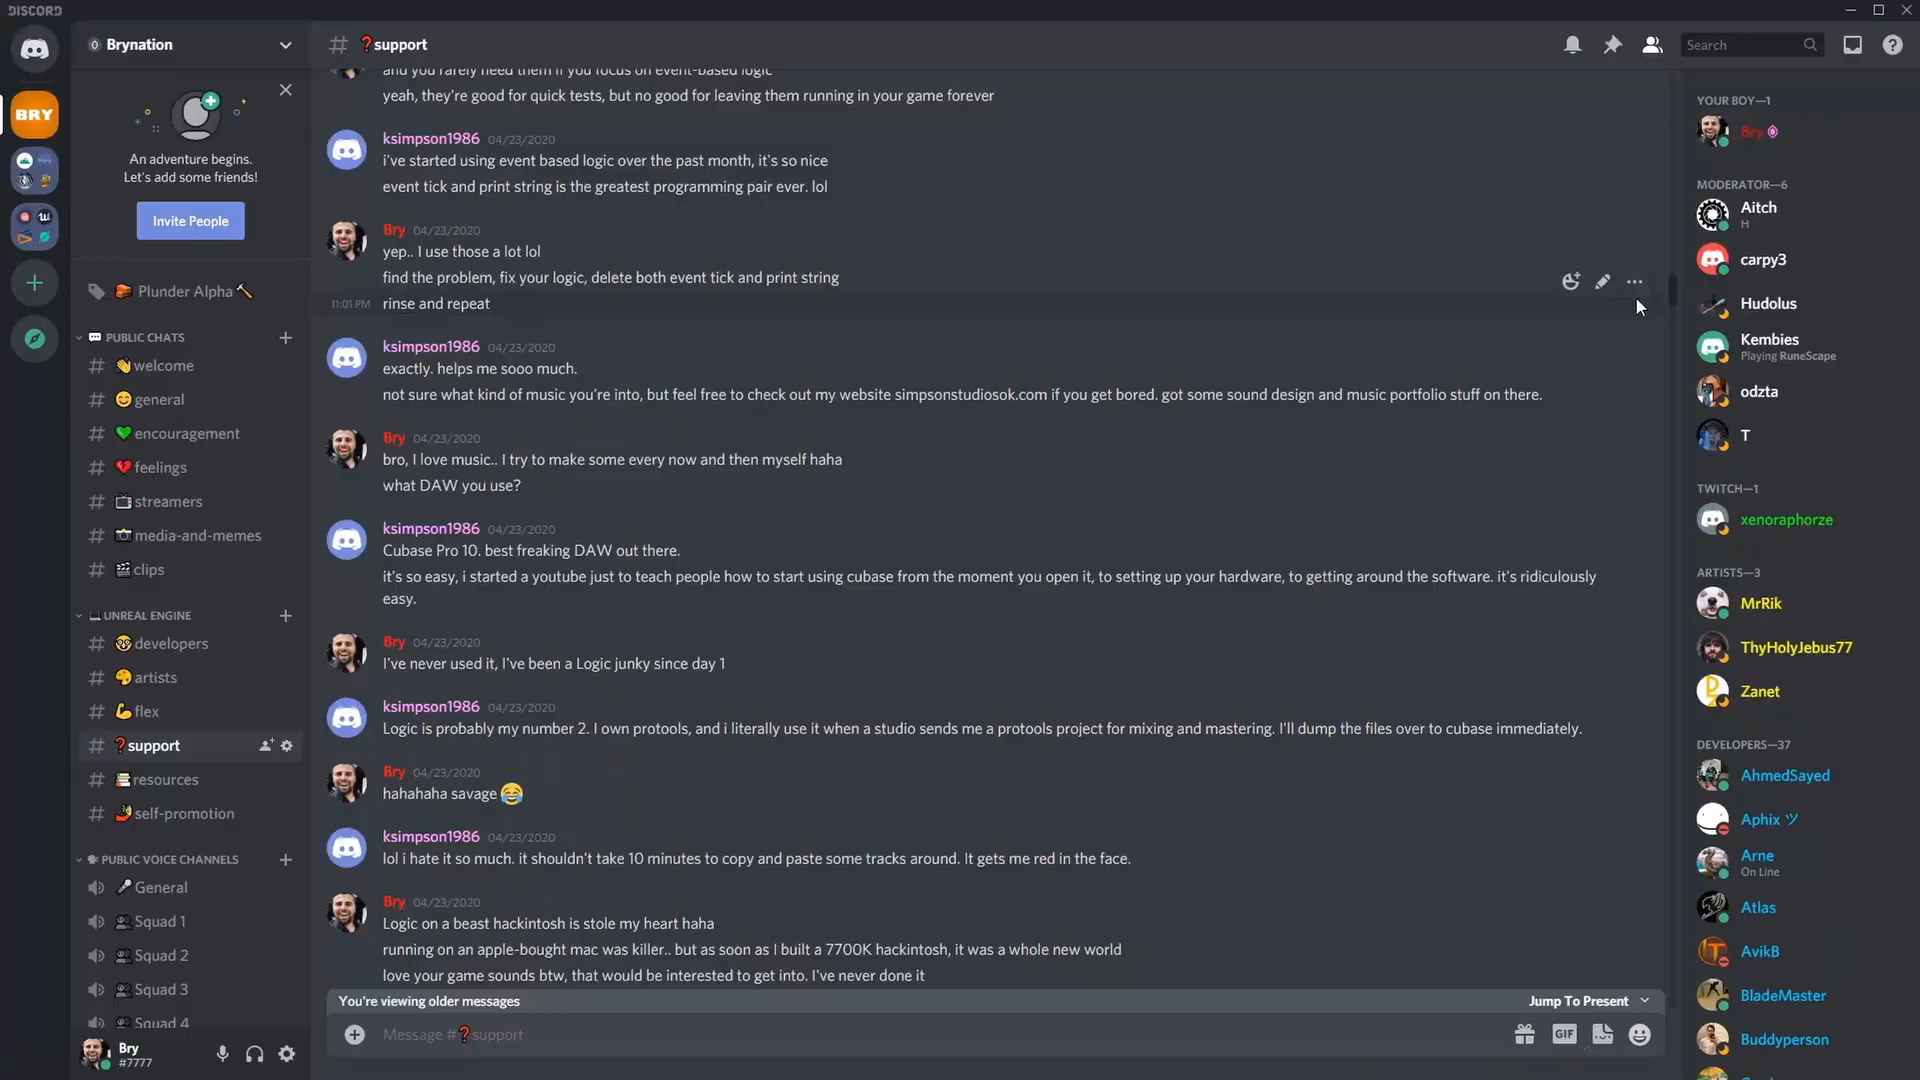 DISCORD
Brynation
An adventure begins.
Let's add some friends!
Invite People
Plunder Alpha
PUBLIC CHATS
welcome
general
encouragement
feelings
streamers
media-and-memes
clips
UNREAL ENGINE
developers
artists
flex
support
resources
self-promotion
PUBLIC VOICE CHANNELS
General
Squad 1
Squad 2
Squad 3
Squad 4
Bry
#7777
BRY
# ❓support
Search
and you rarely need them if you focus on event-based logic
yeah, they're good for quick tests, but no good for leaving them running in your game forever
ksimpson1986 04/23/2020
i've started using event based logic over the past month, it's so nice
event tick and print string is the greatest programming pair ever. lol
Bry 04/23/2020
yep.. I use those a lot lol
find the problem, fix your logic, delete both event tick and print string
11:01 PM rinse and repeat
ksimpson1986 04/23/2020
exactly. helps me sooo much.
not sure what kind of music you're into, but feel free to check out my website simpsonstudiosok.com if you get bored. got some sound design and music portfolio stuff on there.
Bry 04/23/2020
bro, I love music.. I try to make some every now and then myself haha
what DAW you use?
ksimpson1986 04/23/2020
Cubase Pro 10. best freaking DAW out there.
it's so easy, i started a youtube just to teach people how to start using cubase from the moment you open it, to setting up your hardware, to getting around the software. it's ridiculously
easy.
Bry 04/23/2020
I've never used it, I've been a Logic junky since day 1
ksimpson1986 04/23/2020
Logic is probably my number 2. I own protools, and i literally use it when a studio sends me a protools project for mixing and mastering. I'll dump the files over to cubase immediately.
Bry 04/23/2020
hahahaha savage 😂
ksimpson1986 04/23/2020
lol i hate it so much. it shouldn't take 10 minutes to copy and paste some tracks around. It gets me red in the face.
Bry 04/23/2020
Logic on a beast hackintosh is stole my heart haha
running on an apple-bought mac was killer.. but as soon as I built a 7700K hackintosh, it was a whole new world
love your game sounds btw, that would be interested to get into. I've never done it
You're viewing older messages
Jump To Present
Message #❓support
GIF
YOUR BOY—1
Bry
MODERATOR—6
Aitch
H
carpy3
Hudolus
Kembies
Playing RuneScape
odzta
T
TWITCH—1
xenoraphorze
ARTISTS—3
MrRik
ThyHolyJebus77
Zanet
DEVELOPERS—37
AhmedSayed
Aphix ツ
Arne
On Line
Atlas
AvikB
BladeMaster
Buddyperson